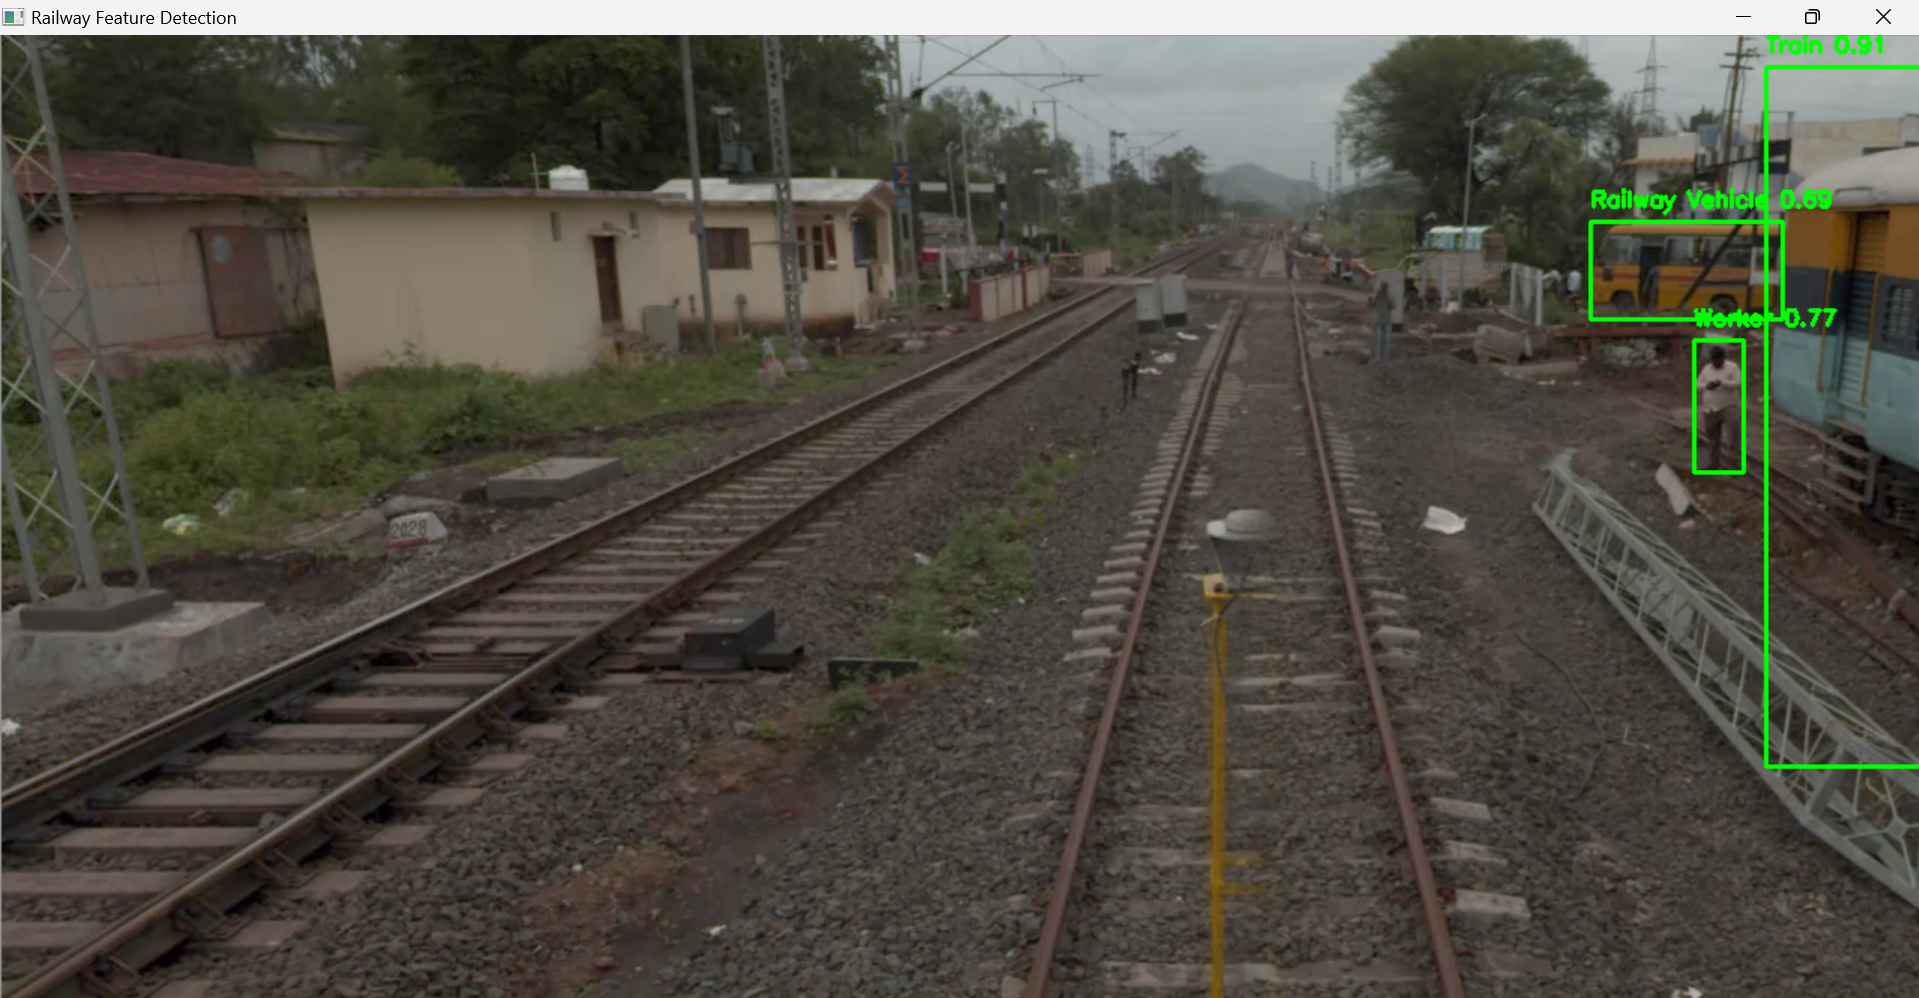 Railway Feature Detection
Train 0.91
Railway Vehicle 0.69
Worker 0.77
2028